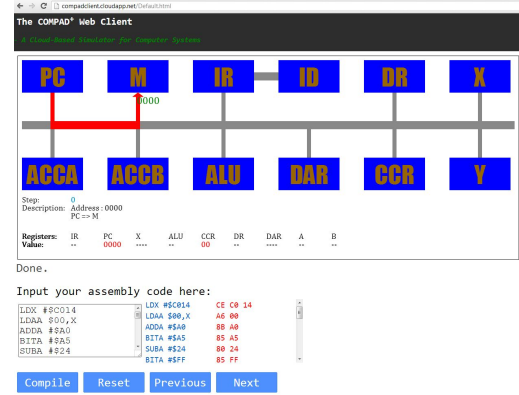 compadclient.cloudapp.net/Default.html
The COMPAD® Web Client
A Cloud-Based Simulator for Computer Systems
PC M IR ID DR X
0000
ACCA ACCB ALU DAR CCR Y
Step: 0
Description: Address : 0000
PC => M
Registers: IR PC X ALU CCR DR DAR A B
Value: -- 0000 ---- -- 00 -- ---- -- --
Done.
Input your assembly code here:
LDX #$C014
LDAA $00,X
ADDA #$A0
BITA #$A5
SUBA #$24
LDX #$C014 CE C0 14
LDAA $00,X A6 00
ADDA #$A0 8B A0
BITA #$A5 85 A5
SUBA #$24 80 24
BITA #$FF 85 FF
Compile Reset Previous Next